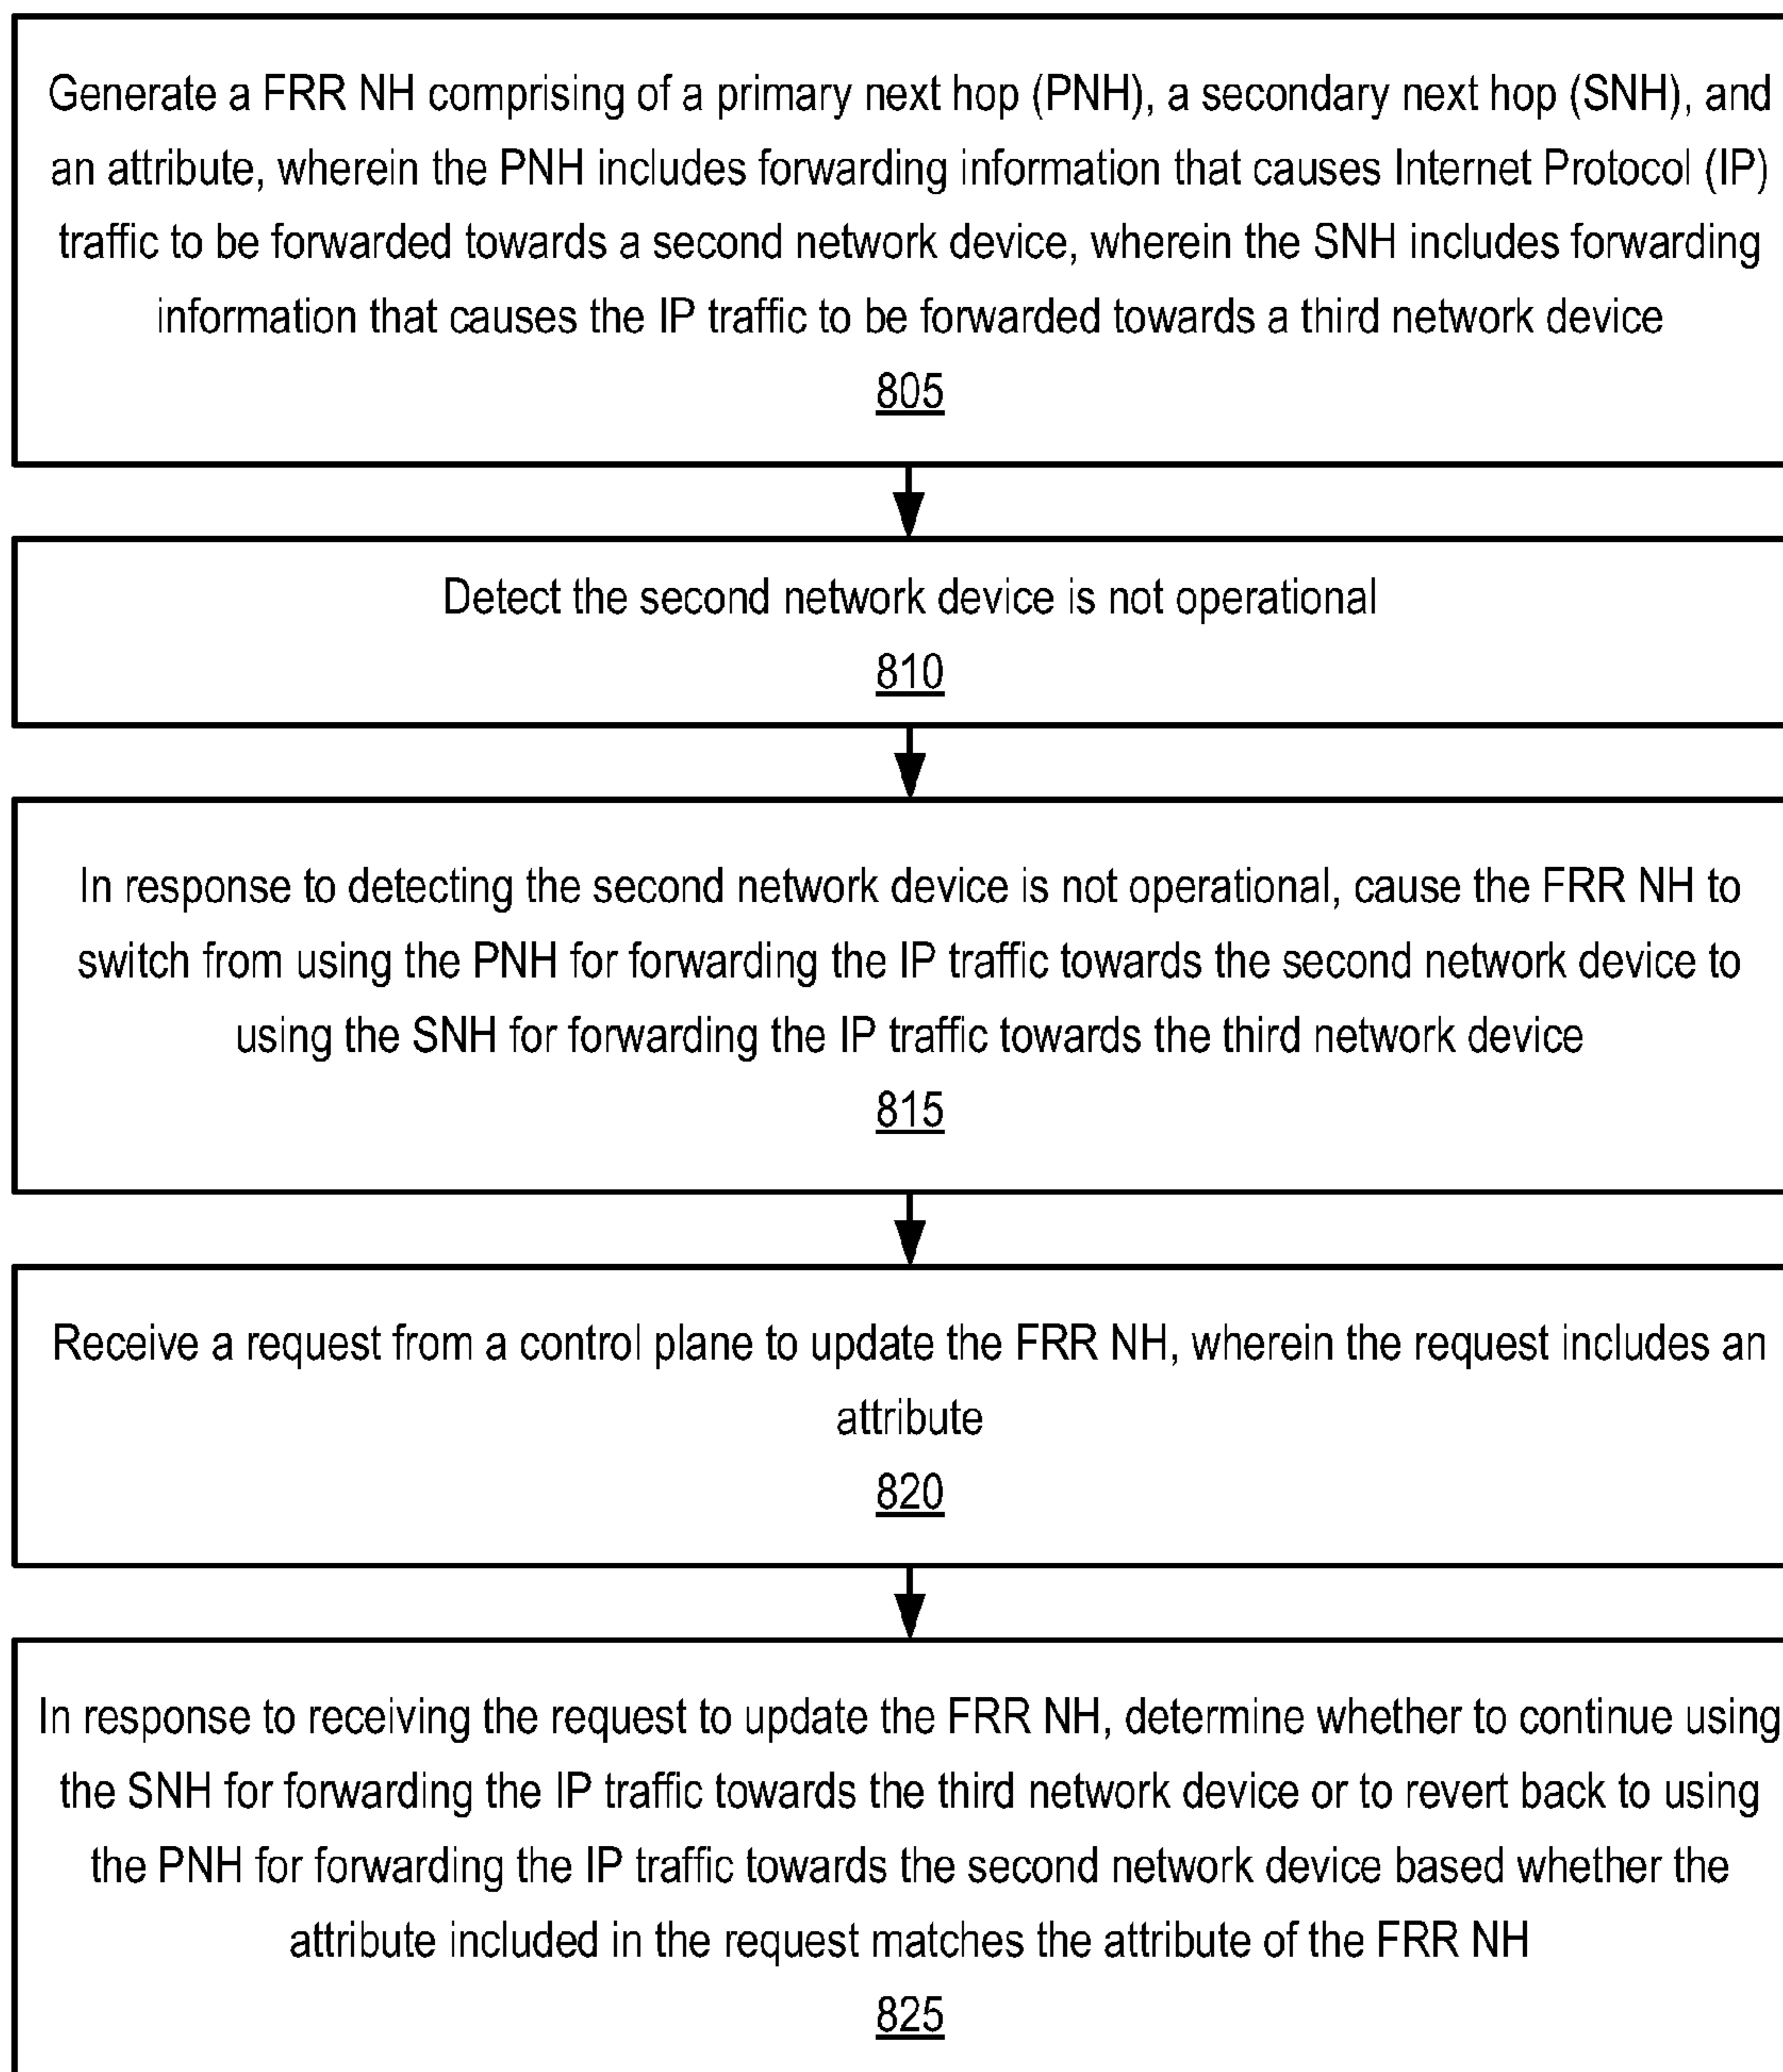 Generate a FRR NH comprising of a primary next hop (PNH), a secondary next hop (SNH), and
an attribute, wherein the PNH includes forwarding information that causes Internet Protocol (IP)
traffic to be forwarded towards a second network device, wherein the SNH includes forwarding
information that causes the IP traffic to be forwarded towards a third network device
805
Detect the second network device is not operational
810
In response to detecting the second network device is not operational, cause the FRR NH to
switch from using the PNH for forwarding the IP traffic towards the second network device to
using the SNH for forwarding the IP traffic towards the third network device
815
Receive a request from a control plane to update the FRR NH, wherein the request includes an
attribute
820
In response to receiving the request to update the FRR NH, determine whether to continue using
the SNH for forwarding the IP traffic towards the third network device or to revert back to using
the PNH for forwarding the IP traffic towards the second network device based whether the
attribute included in the request matches the attribute of the FRR NH
825